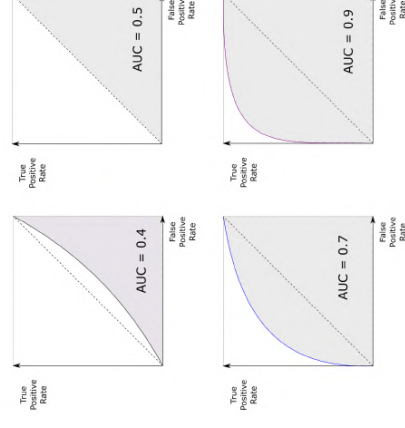 True
Positive
Rate
AUC = 0.5
False
Positive
Rate
True
Positive
Rate
AUC = 0.9
False
Positive
Rate
True
Positive
Rate
AUC = 0.4
False
Positive
Rate
True
Positive
Rate
AUC = 0.7
False
Positive
Rate